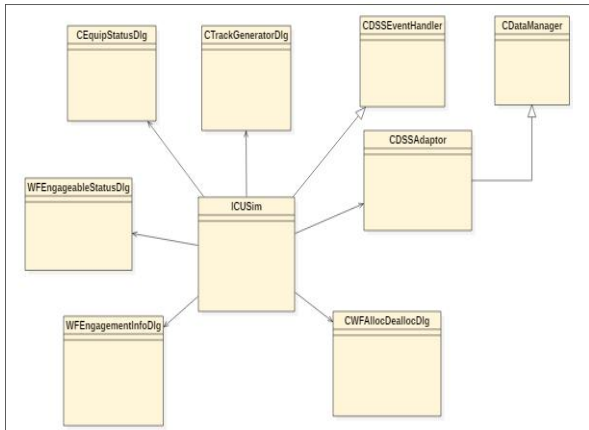 CEquipStatusDlg
CTrackGeneratorDlg
CDSSEventHandler
CDataManager
CDSSAdaptor
WFEngageableStatusDlg
ICUSim
WFEngagementInfoDlg
CWFAllocDeallocDlg